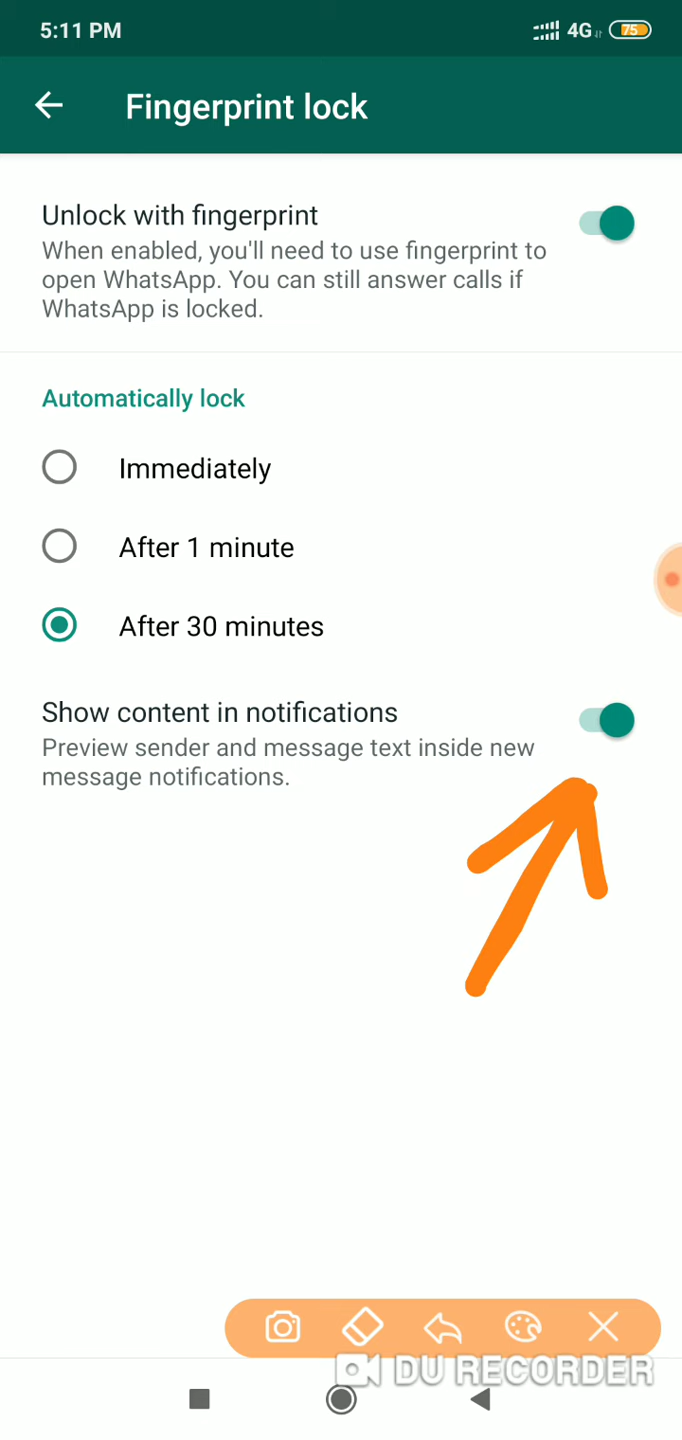 5:11 PM
4G
75
Fingerprint lock
Unlock with fingerprint
When enabled, you'll need to use fingerprint to
open WhatsApp. You can still answer calls if
WhatsApp is locked.
Automatically lock
Immediately
After 1 minute
After 30 minutes
Show content in notifications
Preview sender and message text inside new
message notifications.
DU RECORDER